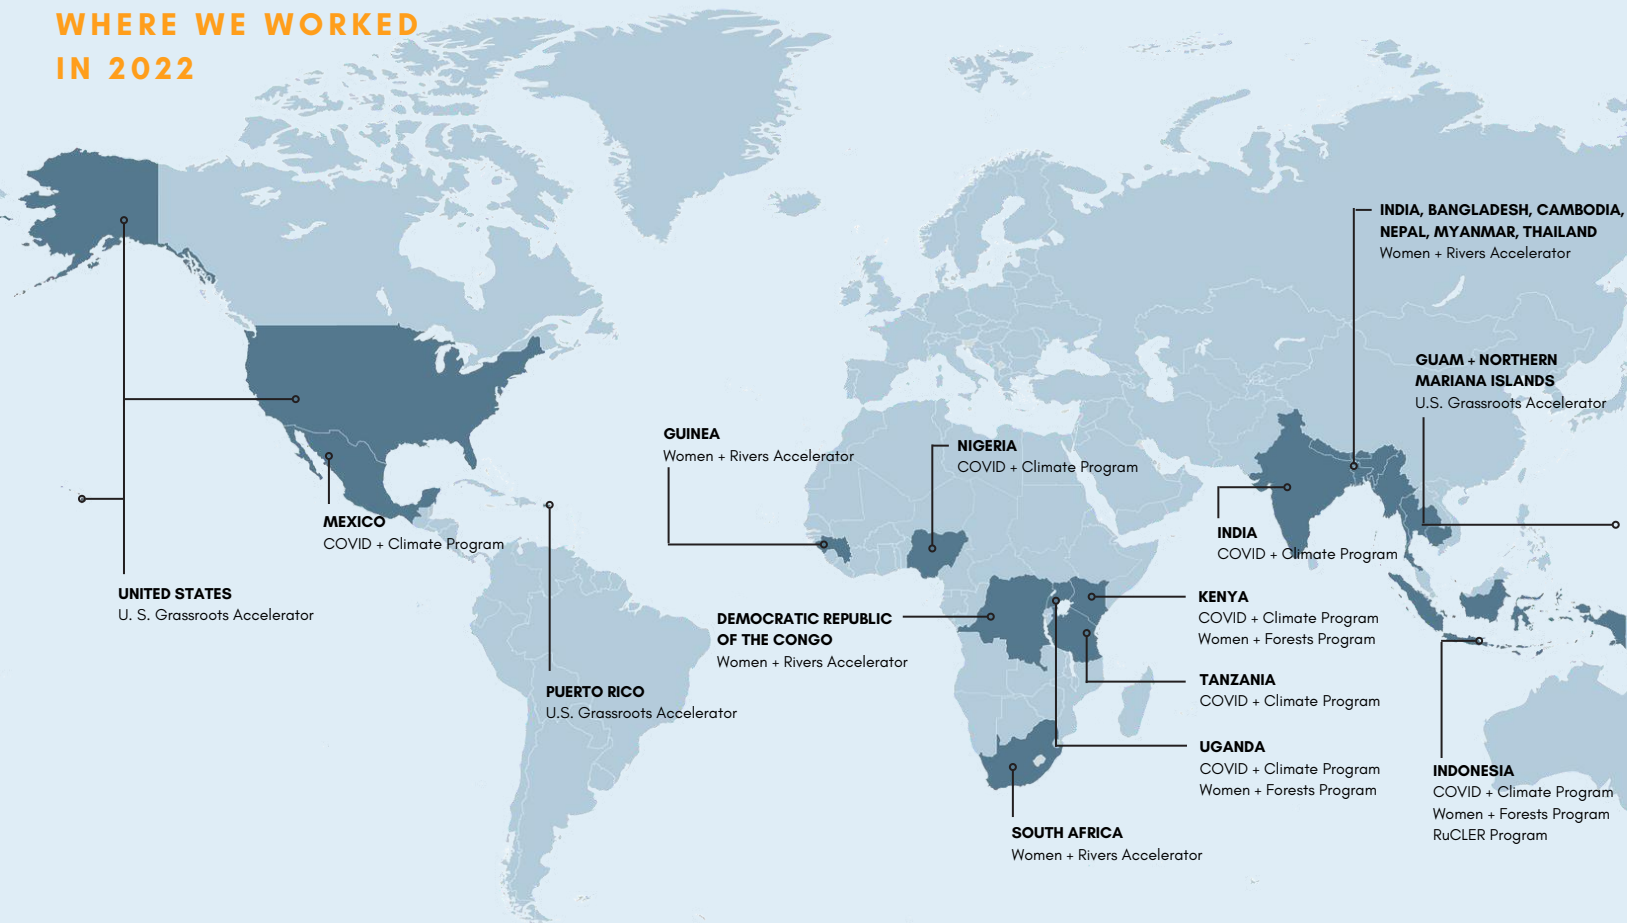 WHERE WE WORKED
IN 2022
INDIA, BANGLADESH, CAMBODIA,
NEPAL, MYANMAR, THAILAND
Women + Rivers Accelerator
GUAM + NORTHERN
MARIANA ISLANDS
U.S. Grassroots Accelerator
GUINEA
Women + Rivers Accelerator
NIGERIA
COVID + Climate Program
MEXICO
COVID + Climate Program
INDIA
COVID + Climate Program
UNITED STATES
U. S. Grassroots Accelerator
KENYA
COVID + Climate Program
Women + Forests Program
DEMOCRATIC REPUBLIC
OF THE CONGO
Women + Rivers Accelerator
TANZANIA
COVID + Climate Program
PUERTO RICO
U.S. Grassroots Accelerator
UGANDA
COVID + Climate Program
Women + Forests Program
INDONESIA
COVID + Climate Program
Women + Forests Program
RuCLER Program
SOUTH AFRICA
Women + Rivers Accelerator